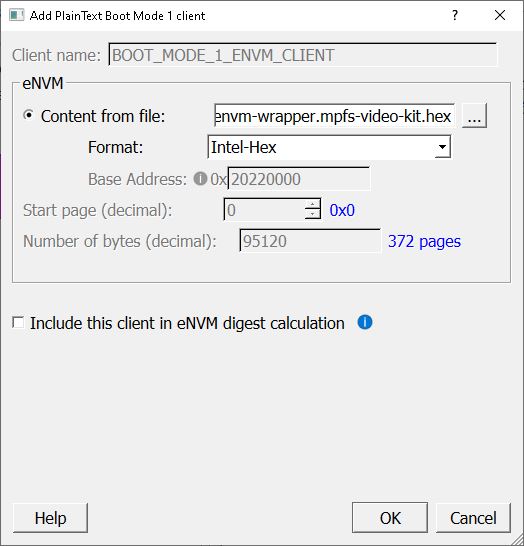 Add PlainText Boot Mode 1 client
Client name: BOOT_MODE_1_ENVM_CLIENT
eNVM
Content from file: envm-wrapper.mpfs-video-kit.hex ...
Format: Intel-Hex
Base Address: 0x 20220000
Start page (decimal): 0 0x0
Number of bytes (decimal): 95120 372 pages
Include this client in eNVM digest calculation
Help OK Cancel